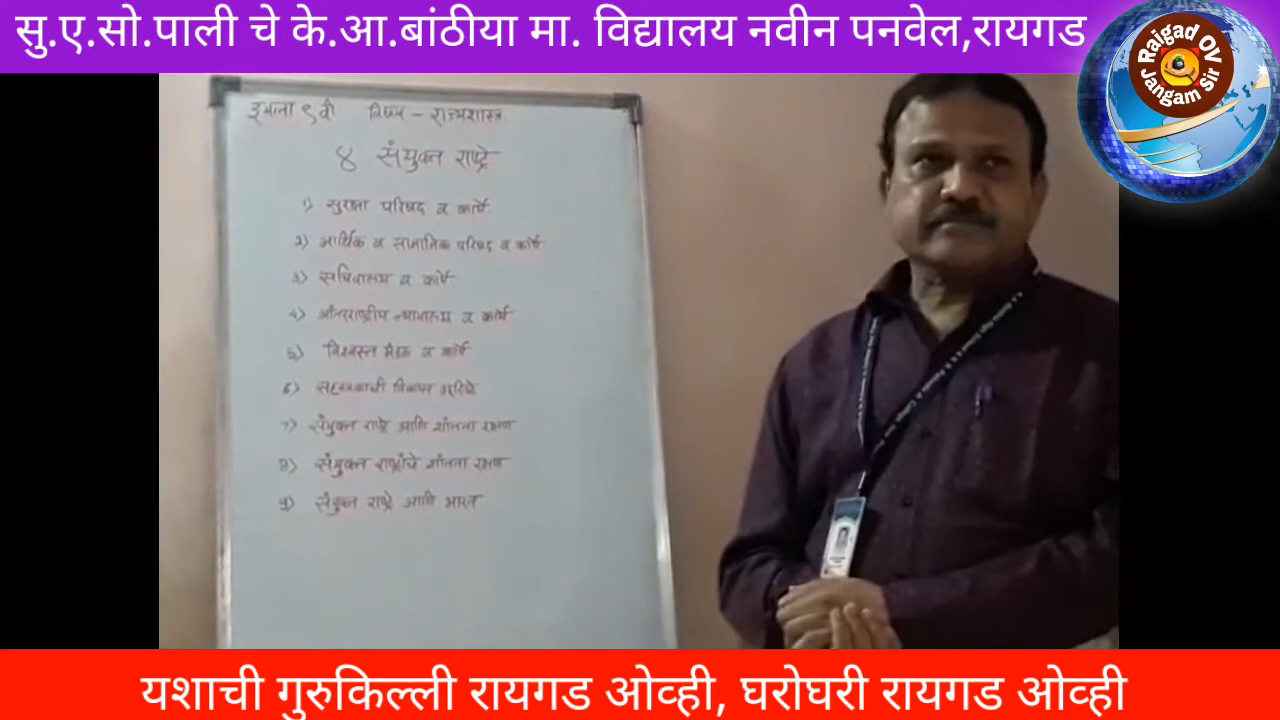 सु.ए.सो.पाली चे के.आ.बांठीया मा. विद्यालय नवीन पनवेल,रायगड
Raigad OV
Jangam Sir
इयत्ता ९वी विषय - राज्यशास्त्र
४ संयुक्त राष्ट्रे
१) सुरक्षा परिषद व कार्ये
२) आर्थिक व सामाजिक परिषद व कार्ये
३) सचिवालय व कार्ये
४) आंतरराष्ट्रीय न्यायालय व कार्ये
५) विश्वस्त मंडळ व कार्ये
६) सहस्त्रकाची विकास उद्दिष्टे
७) संयुक्त राष्ट्रे आणि शांतता रक्षण
८) संयुक्त राष्ट्रांचे शांतता रक्षण
९) संयुक्त राष्ट्रे आणि भारत
यशाची गुरुकिल्ली रायगड ओव्ही, घरोघरी रायगड ओव्ही